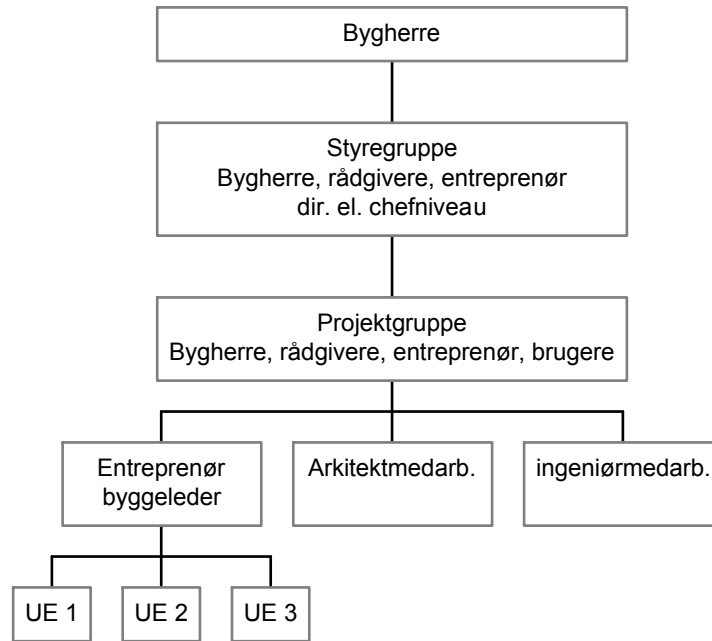 Bygherre
Styregruppe
Bygherre, rådgivere, entreprenør
dir. el. chefniveau
Projektgruppe
Bygherre, rådgivere, entreprenør, brugere
Entreprenør
byggeleder
Arkitektmedarb.
ingeniørmedarb.
UE 1
UE 2
UE 3